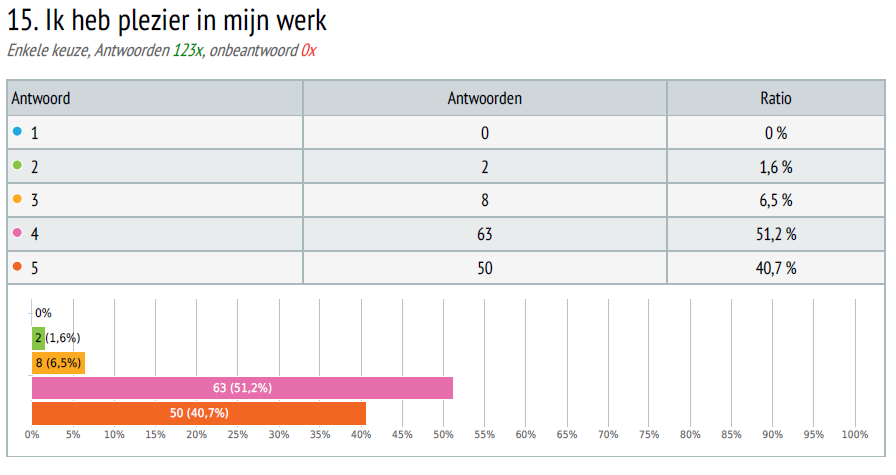 15. Ik heb plezier in mijn werk
Enkele keuze, Antwoorden 123x, onbeantwoord 0x
Antwoord Antwoorden Ratio
1 0 0 %
2 2 1,6 %
3 8 6,5 %
4 63 51,2 %
5 50 40,7 %
0%
2 (1,6%)
8 (6,5%)
63 (51,2%)
50 (40,7%)
0% 5% 10% 15% 20% 25% 30% 35% 40% 45% 50% 55% 60% 65% 70% 75% 80% 85% 90% 95% 100%